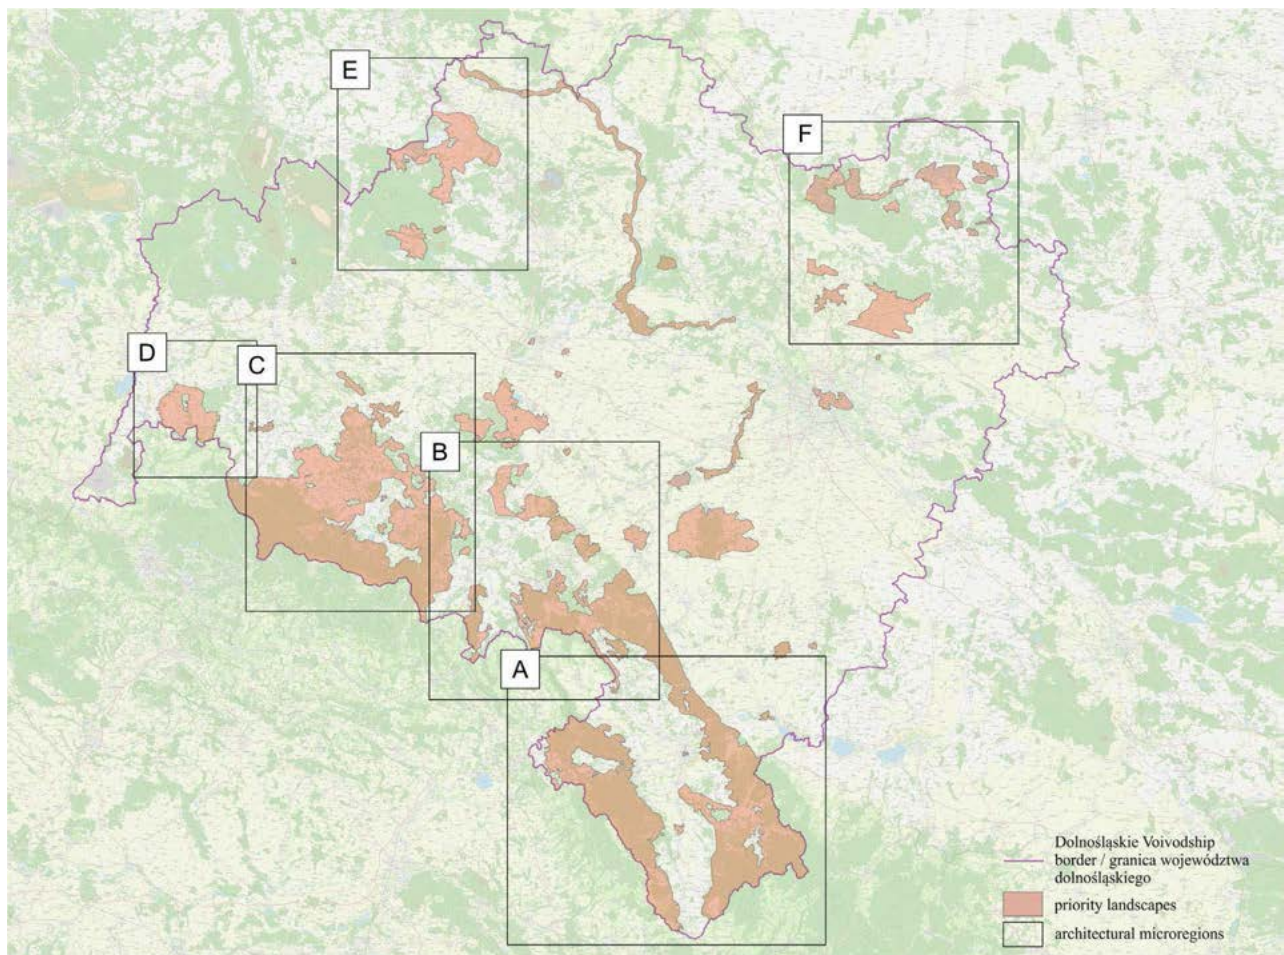 E
F
D
C
B
A
Dolnośląskie Voivodship
border / granica województwa
dolnośląskiego
priority landscapes
architectural microregions